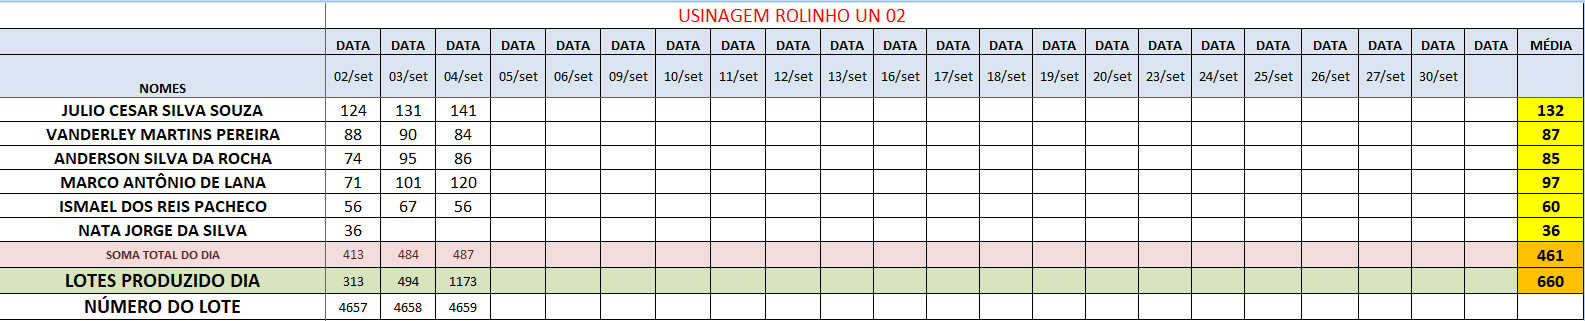 USINAGEM ROLINHO UN 02
DATA DATA DATA DATA DATA DATA DATA DATA DATA DATA DATA DATA DATA DATA DATA DATA DATA DATA DATA DATA DATA DATA MÉDIA
NOMES 02/set 03/set 04/set 05/set 06/set 09/set 10/set 11/set 12/set 13/set 16/set 17/set 18/set 19/set 20/set 23/set 24/set 25/set 26/set 27/set 30/set
JULIO CESAR SILVA SOUZA 124 131 141 132
VANDERLEY MARTINS PEREIRA 88 90 84 87
ANDERSON SILVA DA ROCHA 74 95 86 85
MARCO ANTÔNIO DE LANA 71 101 120 97
ISMAEL DOS REIS PACHECO 56 67 56 60
NATA JORGE DA SILVA 36 36
SOMA TOTAL DO DIA 413 484 487 461
LOTES PRODUZIDO DIA 313 494 1173 660
NÚMERO DO LOTE 4657 4658 4659